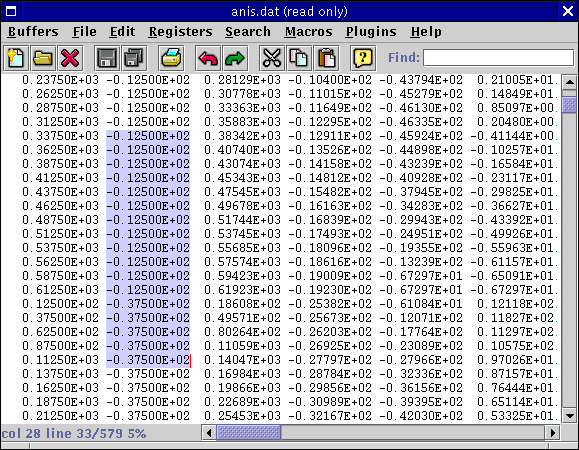 anis.dat (read only)
Buffers File Edit Registers Search Macros Plugins Help
Find:
0.23750E+03 -0.12500E+02 0.28129E+03 -0.10400E+02 -0.43794E+02 0.21005E+01
0.26250E+03 -0.12500E+02 0.30778E+03 -0.11015E+02 -0.45279E+02 0.14849E+01
0.28750E+03 -0.12500E+02 0.33363E+03 -0.11649E+02 -0.46130E+02 0.85097E+00
0.31250E+03 -0.12500E+02 0.35883E+03 -0.12295E+02 -0.46335E+02 0.20480E+00
0.33750E+03 -0.12500E+02 0.38342E+03 -0.12911E+02 -0.45924E+02 -0.41144E+00
0.36250E+03 -0.12500E+02 0.40740E+03 -0.13526E+02 -0.44898E+02 -0.10257E+01
0.38750E+03 -0.12500E+02 0.43074E+03 -0.14158E+02 -0.43239E+02 -0.16584E+01
0.41250E+03 -0.12500E+02 0.45343E+03 -0.14812E+02 -0.40928E+02 -0.23117E+01
0.43750E+03 -0.12500E+02 0.47545E+03 -0.15482E+02 -0.37945E+02 -0.29825E+01
0.46250E+03 -0.12500E+02 0.49678E+03 -0.16163E+02 -0.34283E+02 -0.36627E+01
0.48750E+03 -0.12500E+02 0.51744E+03 -0.16839E+02 -0.29943E+02 -0.43392E+01
0.51250E+03 -0.12500E+02 0.53745E+03 -0.17493E+02 -0.24951E+02 -0.49926E+01
0.53750E+03 -0.12500E+02 0.55685E+03 -0.18096E+02 -0.19355E+02 -0.55963E+01
0.56250E+03 -0.12500E+02 0.57574E+03 -0.18616E+02 -0.13239E+02 -0.61157E+01
0.58750E+03 -0.12500E+02 0.59423E+03 -0.19009E+02 -0.67297E+01 -0.65091E+01
0.61250E+03 -0.12500E+02 0.61923E+03 -0.19230E+02 -0.67297E+01 -0.67297E+01
0.12500E+02 -0.37500E+02 0.18608E+02 -0.25382E+02 -0.61084E+01 0.12118E+02
0.37500E+02 -0.37500E+02 0.49571E+02 -0.25673E+02 -0.12071E+02 0.11827E+02
0.62500E+02 -0.37500E+02 0.80264E+02 -0.26203E+02 -0.17764E+02 0.11297E+02
0.87500E+02 -0.37500E+02 0.11059E+03 -0.26925E+02 -0.23089E+02 0.10575E+02
0.11250E+03 -0.37500E+02 0.14047E+03 -0.27797E+02 -0.27966E+02 0.97026E+01
0.13750E+03 -0.37500E+02 0.16984E+03 -0.28784E+02 -0.32336E+02 0.87157E+01
0.16250E+03 -0.37500E+02 0.19866E+03 -0.29856E+02 -0.36156E+02 0.76444E+01
0.18750E+03 -0.37500E+02 0.22689E+03 -0.30989E+02 -0.39395E+02 0.65114E+01
0.21250E+03 -0.37500E+02 0.25453E+03 -0.32167E+02 -0.42030E+02 0.53325E+01
col 28 line 33/579 5%